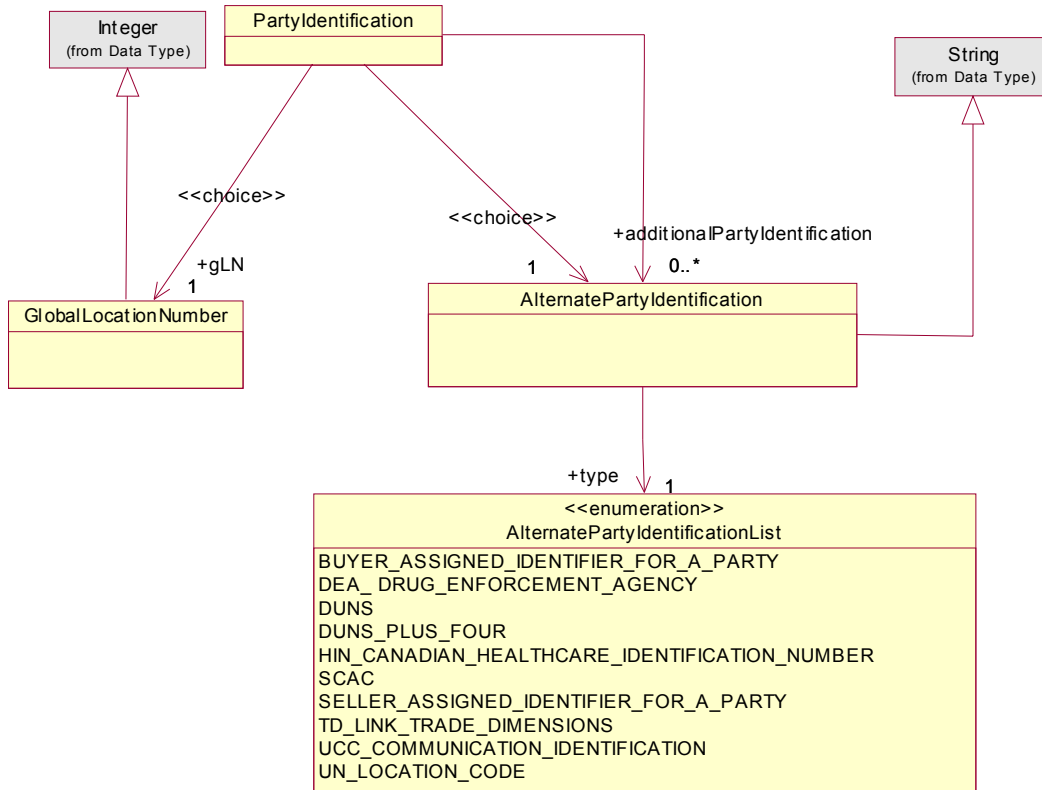 Integer
(from Data Type)
PartyIdentification
String
(from Data Type)
<<choice>>
<<choice>>
+additionalPartyIdentification
+gLN
1
1
0..*
GlobalLocationNumber
AlternatePartyIdentification
+type
1
<<enumeration>>
AlternatePartyIdentificationList
BUYER_ASSIGNED_IDENTIFIER_FOR_A_PARTY
DEA_ DRUG_ENFORCEMENT_AGENCY
DUNS
DUNS_PLUS_FOUR
HIN_CANADIAN_HEALTHCARE_IDENTIFICATION_NUMBER
SCAC
SELLER_ASSIGNED_IDENTIFIER_FOR_A_PARTY
TD_LINK_TRADE_DIMENSIONS
UCC_COMMUNICATION_IDENTIFICATION
UN_LOCATION_CODE